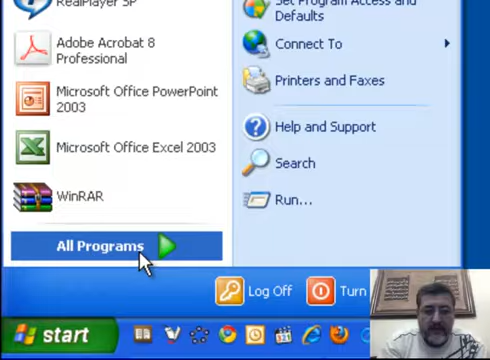 RealPlayer SP
Adobe Acrobat 8
Professional
Microsoft Office PowerPoint
2003
Microsoft Office Excel 2003
WinRAR
All Programs
Set Program Access and
Defaults
Connect To
Printers and Faxes
Help and Support
Search
Run...
Log Off
Turn
start